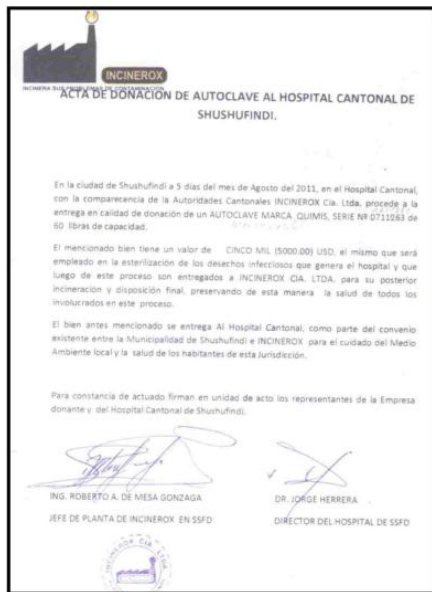 INCINEROX
INCINERA SUS PROBLEMAS DE CONTAMINACIÓN
ACTA DE DONACIÓN DE AUTOCLAVE AL HOSPITAL CANTONAL DE
SHUSHUFINDI.
En la ciudad de Shushufindi a 5 días del mes de Agosto del 2011, en el Hospital Cantonal,
con la comparecencia de la Autoridades Cantonales INCINEROX Cia. Ltda, procede a la
entrega en calidad de donación de un AUTOCLAVE MARCA QUIMIS, SERIE Nº 0711263 de
60 libras de capacidad.
El mencionado bien tiene un valor de CINCO MIL (5000.00) USD, el mismo que será
empleado en la esterilización de los desechos infecciosos que genera el hospital y que
luego de este proceso son entregados a INCINEROX CIA. LTDA. para su posterior
incineración y disposición final, preservando de esta manera la salud de todos los
involucrados en este proceso.
El bien antes mencionado se entrega Al Hospital Cantonal, como parte del convenio
existente entre la Municipalidad de Shushufindi e INCINEROX para el cuidado del Medio
Ambiente local y la salud de los habitantes de esta Jurisdicción.
Para constancia de actuado firman en unidad de acto los representantes de la Empresa
donante y del Hospital Cantonal de Shushufindi.
ING. ROBERTO A. DE MESA GONZAGA
DR. JORGE HERRERA
JEFE DE PLANTA DE INCINEROX EN SSFD
DIRECTOR DEL HOSPITAL DE SSFD
INCINEROX CIA. LTDA